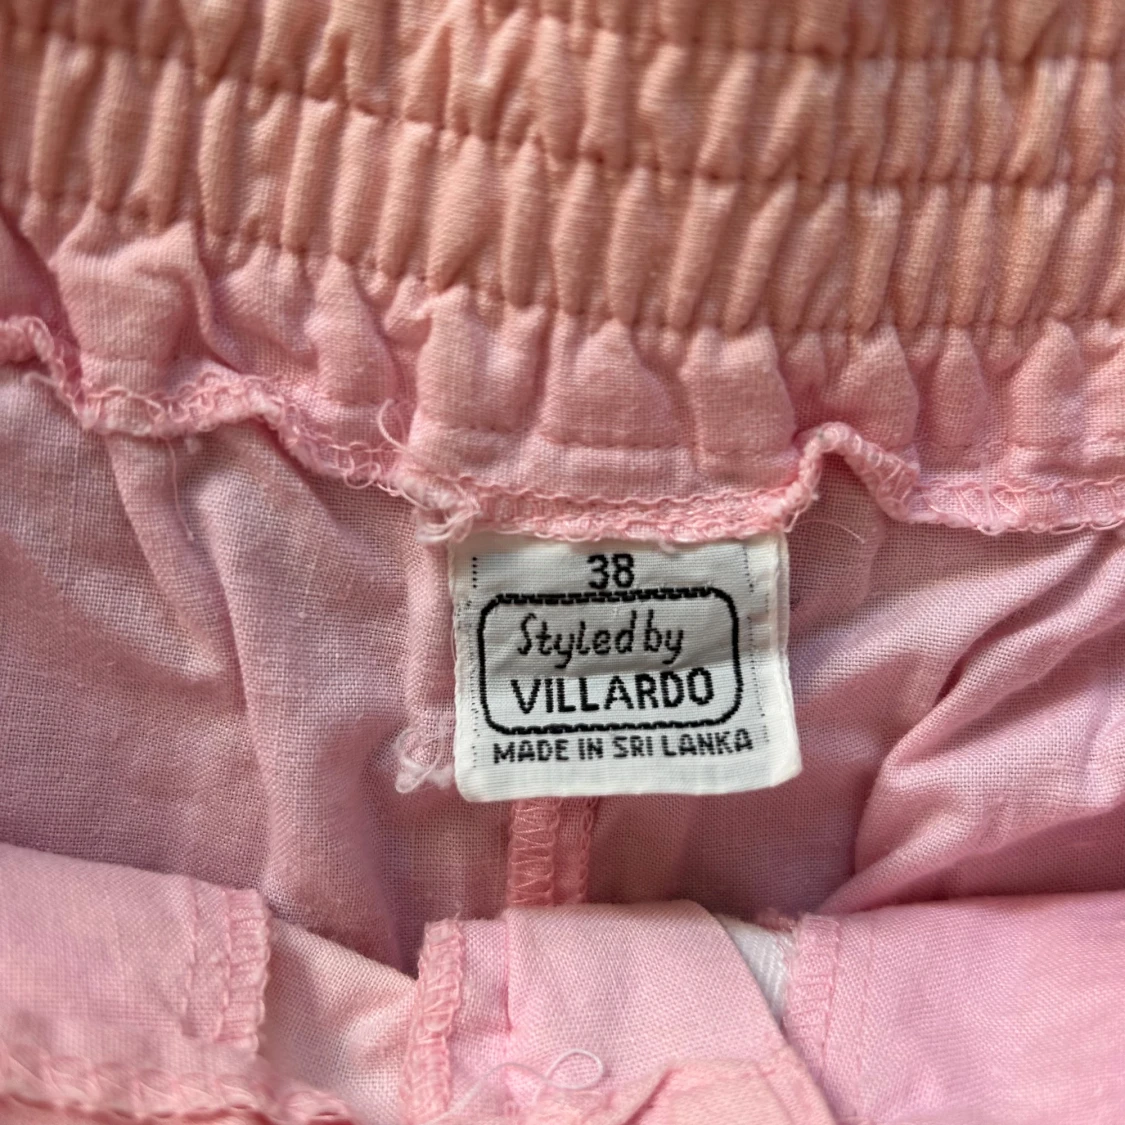 38
Styled by
VILLARDO
MADE IN SRI LANKA